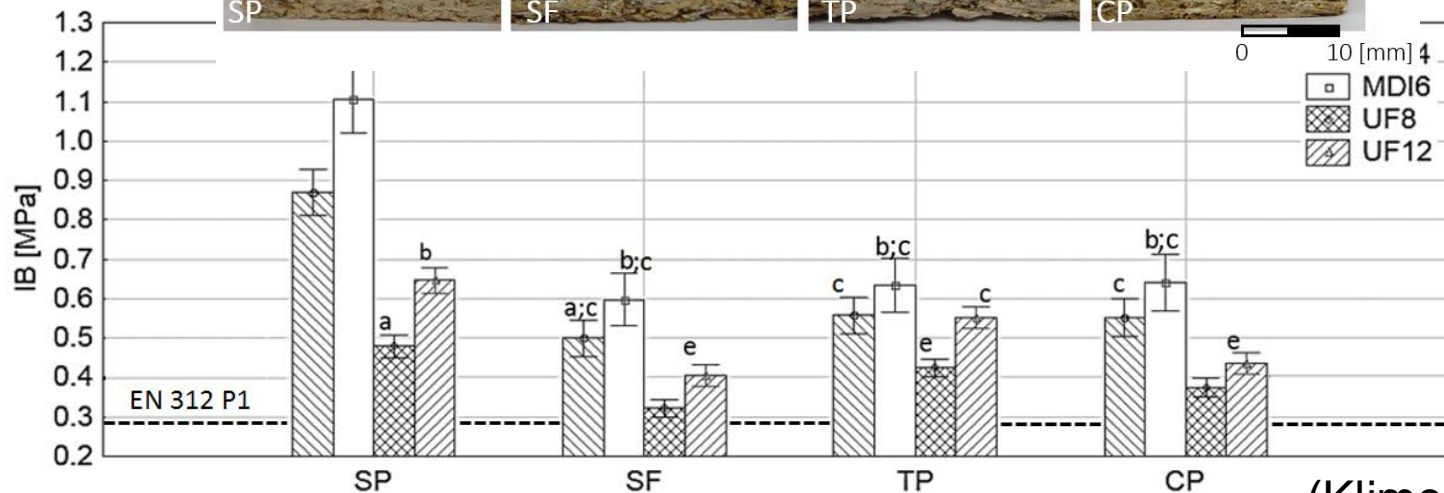 SP SF TP CP
0 10 [mm]
4
MDI6
UF8
UF12
IB [MPa]
1.3
1.2
1.1
1.0
0.9
0.8
0.7
0.6
0.5
0.4
0.3
0.2
EN 312 P1
a b
a;c b;c e
c b;c e c
c b;c e
SP SF TP CP